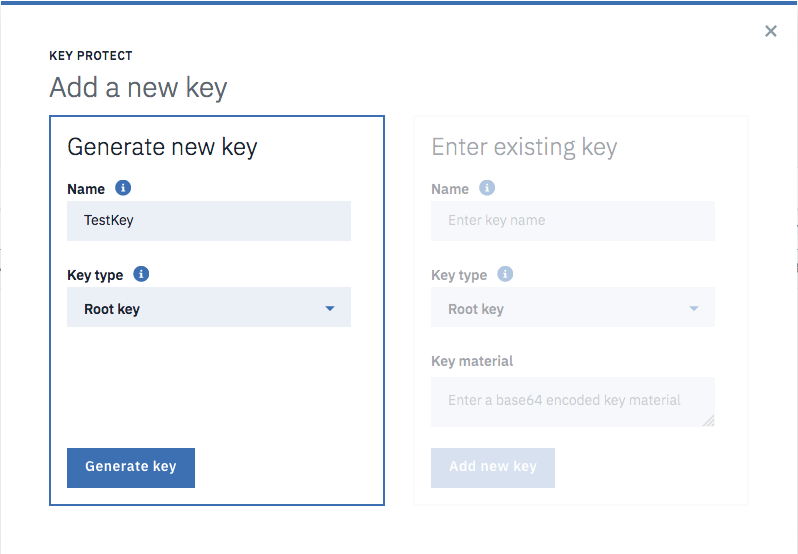 KEY PROTECT
Add a new key
Generate new key
Name
TestKey
Key type
Root key
Generate key
Enter existing key
Name
Enter key name
Key type
Root key
Key material
Enter a base64 encoded key material
Add new key